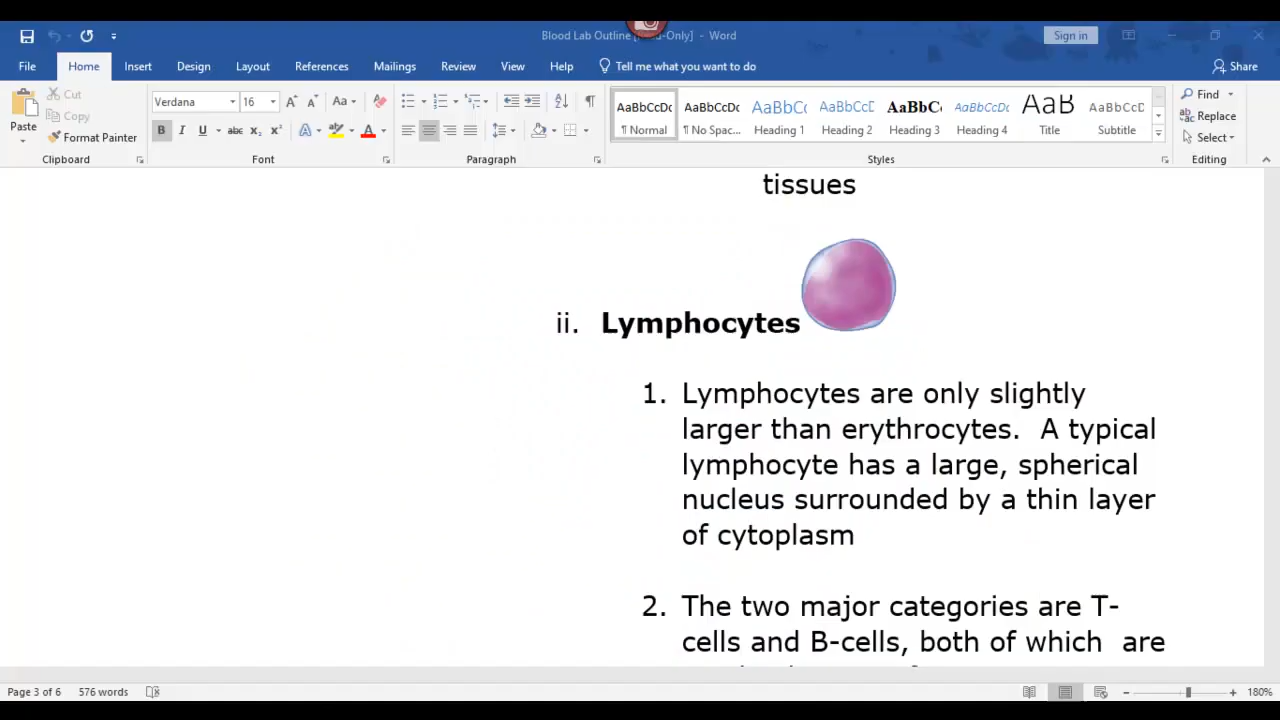 Blood Lab Outline [Read-Only] - Word
Sign in
File Home Insert Design Layout References Mailings Review View Help Tell me what you want to do Share
Paste
Cut
Copy
Format Painter
Clipboard
Verdana 16
Font
Paragraph
AaBbCcDc AaBbCcDc AaBbCc AaBbCcD AaBbC AaBbCcD AaB AaBbCcD
¶ Normal ¶ No Spac... Heading 1 Heading 2 Heading 3 Heading 4 Title Subtitle
Styles
Find
Replace
Select
Editing
tissues
ii. Lymphocytes
1. Lymphocytes are only slightly
larger than erythrocytes. A typical
lymphocyte has a large, spherical
nucleus surrounded by a thin layer
of cytoplasm
2. The two major categories are T-
cells and B-cells, both of which are
Page 3 of 6 576 words 180%